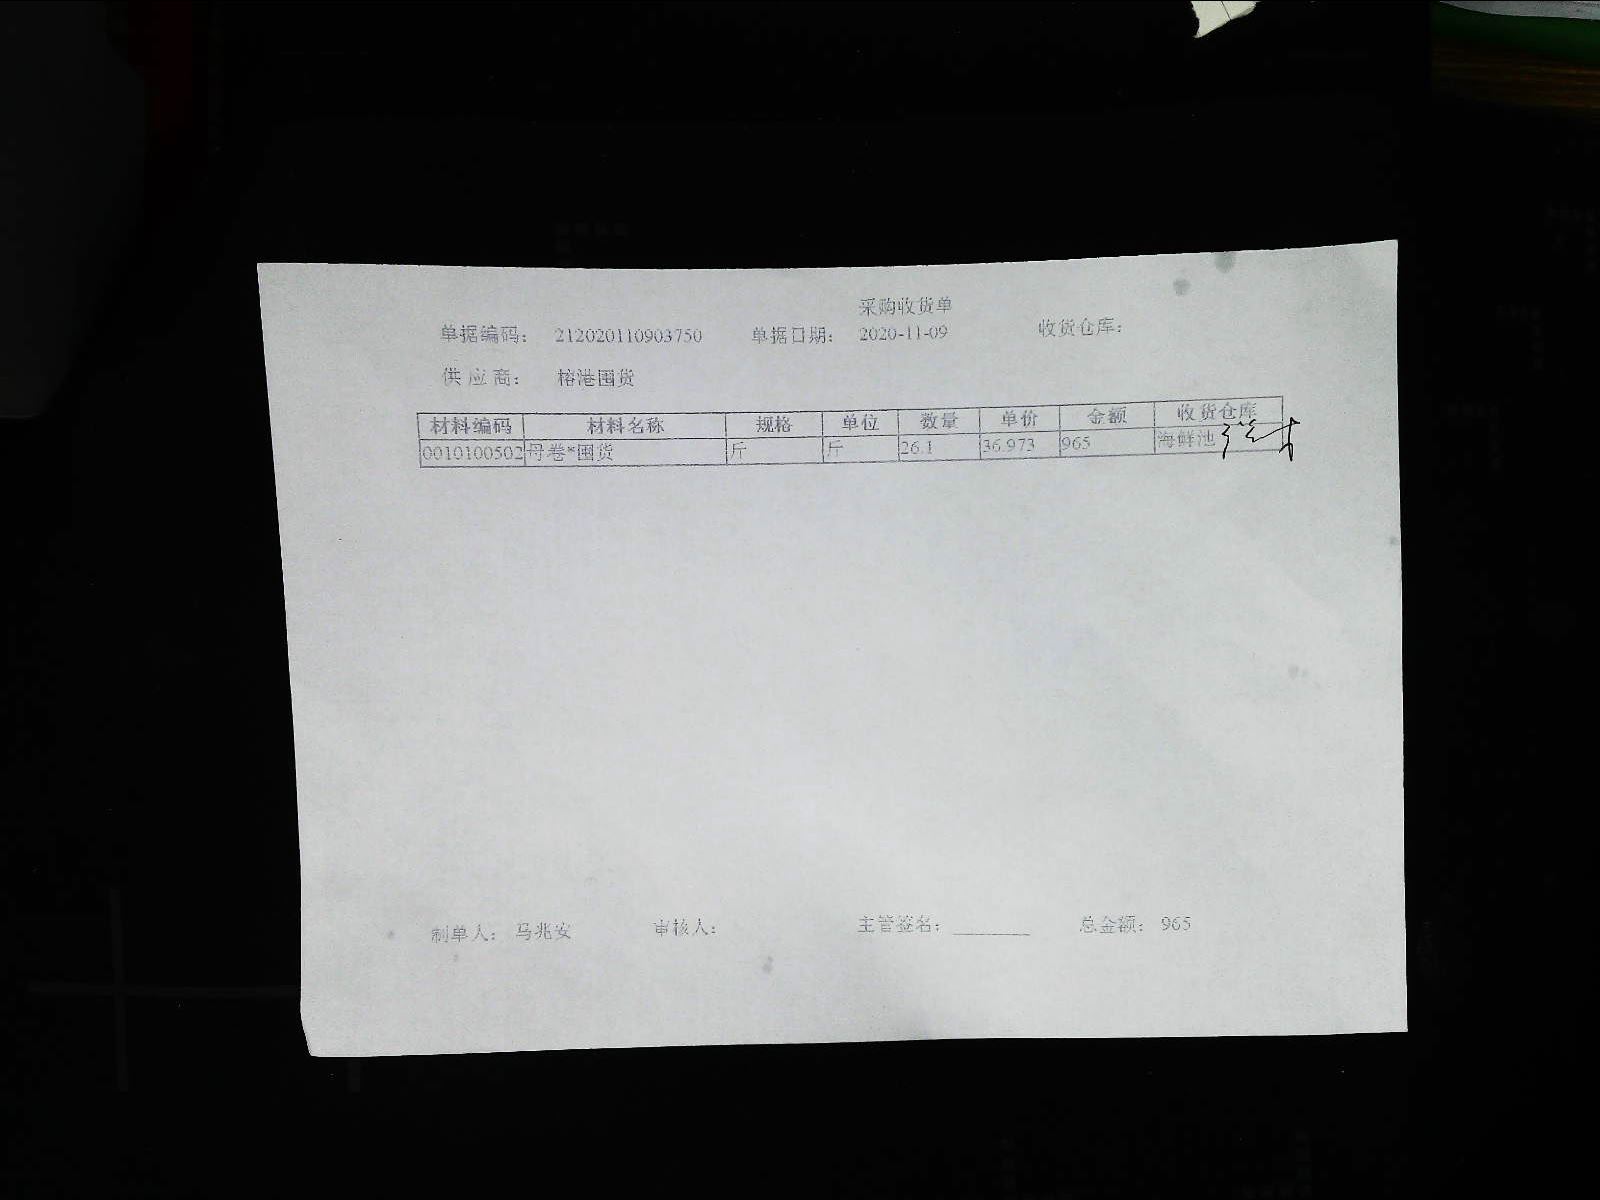 采购收货单
单据编码： 212020110903750 单据日期： 2020-11-09 收货仓库：
供 应 商： 榕港囤货
材料编码 材料名称 规格 单位 数量 单价 金额 收货仓库
0010100502 母卷*囤货 斤 斤 26.1 36.973 965 海鲜池
制单人： 马兆安 审核人： 主管签名： ________ 总金额： 965